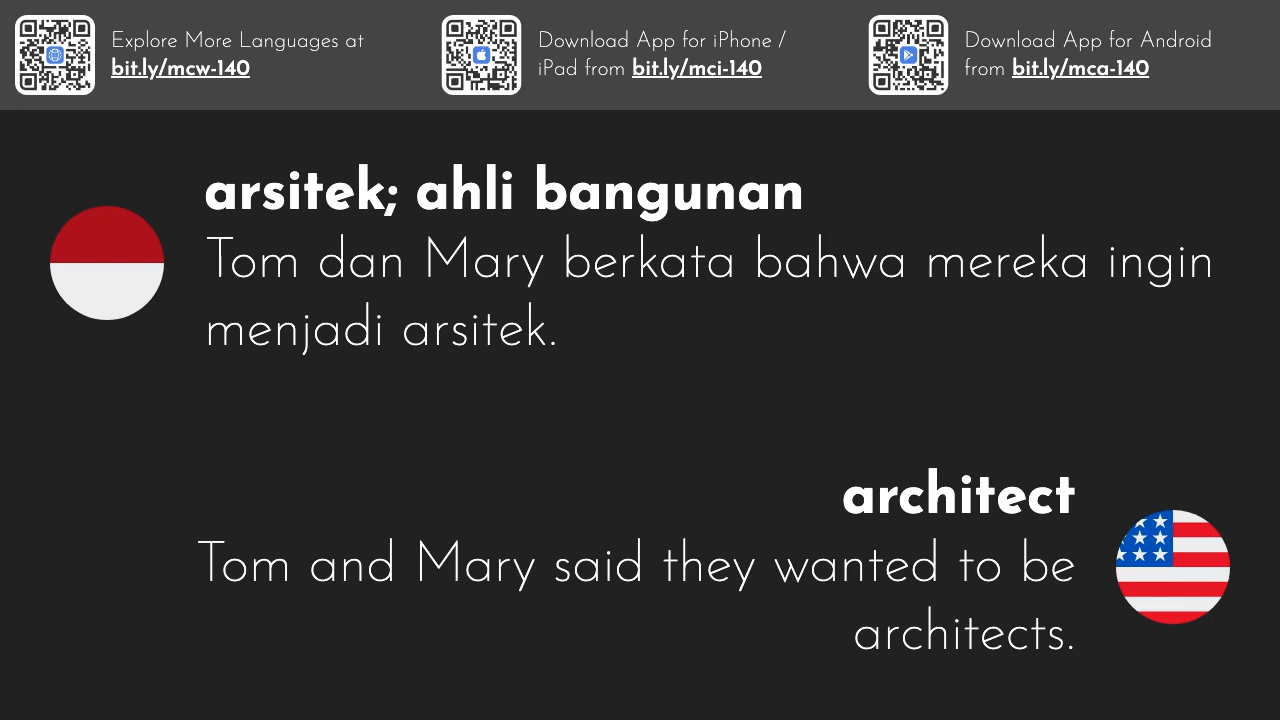 Explore More Languages at
bit.ly/mcw-140
Download App for iPhone /
iPad from bit.ly/mci-140
Download App for Android
from bit.ly/mca-140
arsitek; ahli bangunan
Tom dan Mary berkata bahwa mereka ingin
menjadi arsitek.
architect
Tom and Mary said they wanted to be
architects.